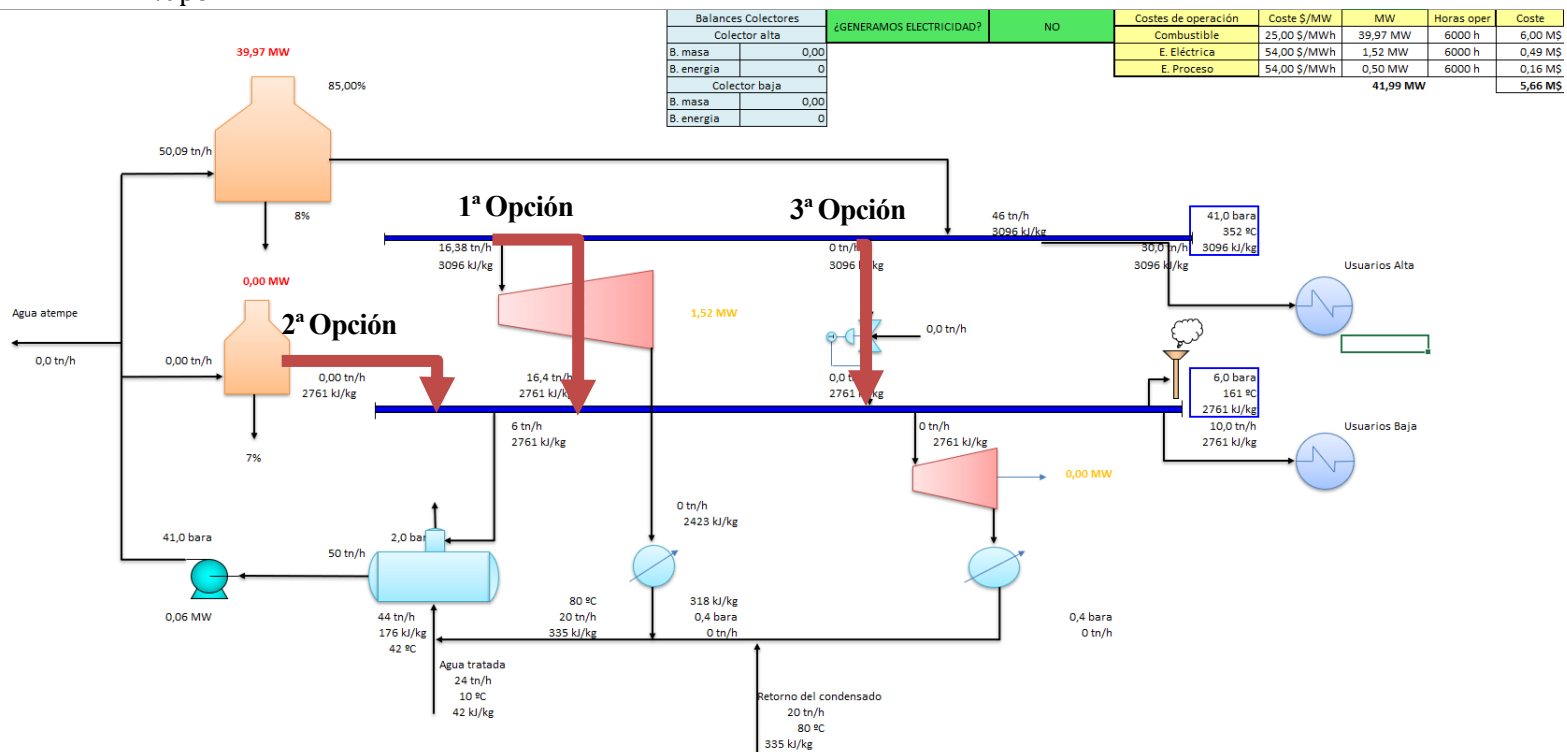 Balances Colectores
Colector alta
B. masa 0,00
B. energia 0
Colector baja
B. masa 0,00
B. energia 0
¿GENERAMOS ELECTRICIDAD? NO
Costes de operación Coste $/MW MW Horas oper Coste
Combustible 25,00 $/MWh 39,97 MW 6000 h 6,00 M$
E. Eléctrica 54,00 $/MWh 1,52 MW 6000 h 0,49 M$
E. Proceso 54,00 $/MWh 0,50 MW 6000 h 0,16 M$
41,99 MW 5,66 M$
39,97 MW
85,00%
50,09 tn/h
8%
1ª Opción
3ª Opción
46 tn/h
3096 kJ/kg
41,0 bara
352 ºC
3096 kJ/kg
16,38 tn/h
3096 kJ/kg
0 tn/h
3096 kJ/kg
30,0 tn/h
3096 kJ/kg
Usuarios Alta
0,00 MW
2ª Opción
1,52 MW
0,0 tn/h
Agua atempe
0,0 tn/h
0,00 tn/h
0,00 tn/h
2761 kJ/kg
16,4 tn/h
2761 kJ/kg
0,0
2761 kJ/kg
6,0 bara
161 ºC
2761 kJ/kg
7%
6 tn/h
2761 kJ/kg
0 tn/h
2761 kJ/kg
10,0 tn/h
2761 kJ/kg
Usuarios Baja
0,00 MW
0 tn/h
2423 kJ/kg
41,0 bara
2,0
50 tn/h
0,06 MW
44 tn/h
176 kJ/kg
42 ºC
80 ºC
20 tn/h
335 kJ/kg
318 kJ/kg
0,4 bara
0 tn/h
0,4 bara
0 tn/h
Agua tratada
24 tn/h
10 ºC
42 kJ/kg
Retorno del condensado
20 tn/h
80 ºC
335 kJ/kg